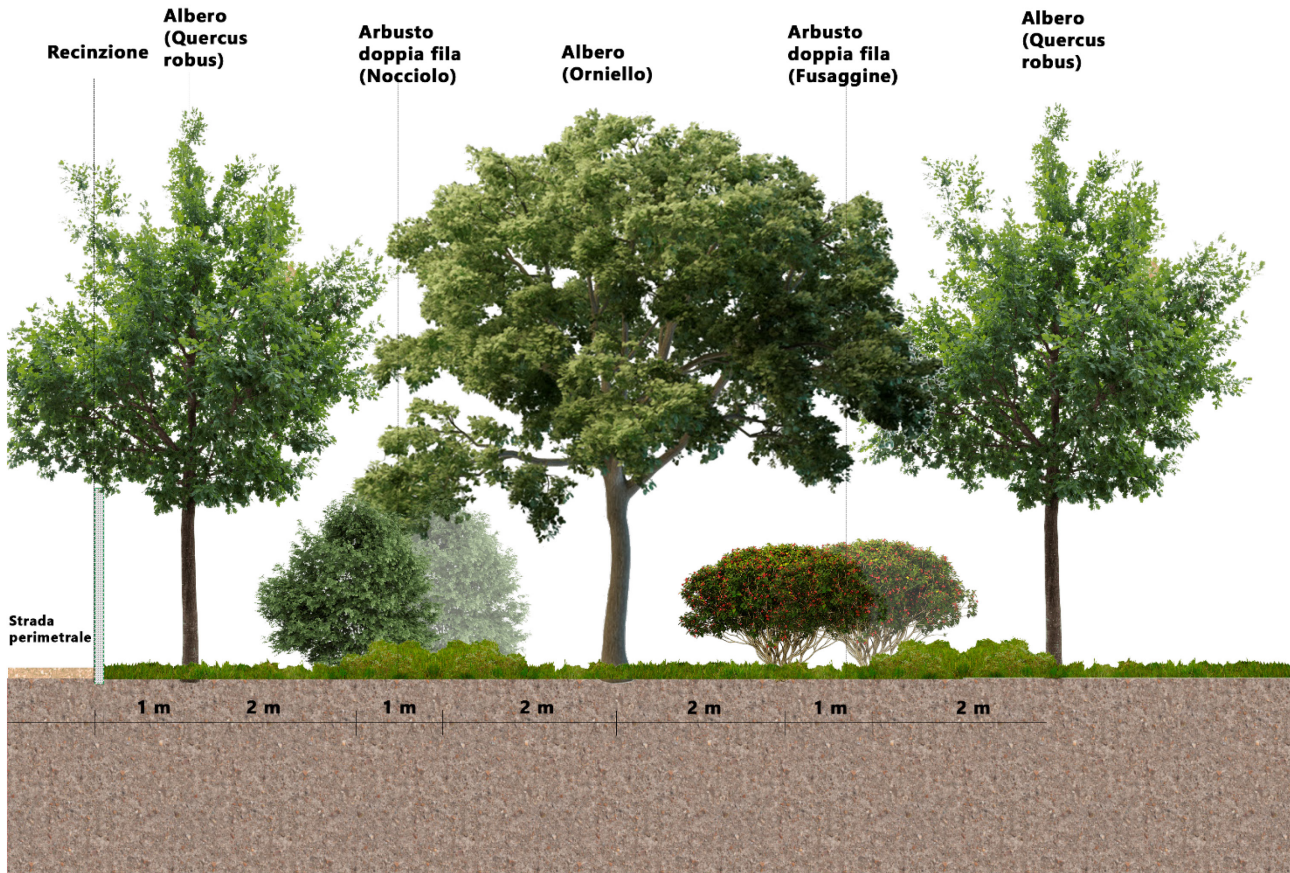 Recinzione
Albero
(Quercus
robus)
Arbusto
doppia fila
(Nocciolo)
Albero
(Orniello)
Arbusto
doppia fila
(Fusaggine)
Albero
(Quercus
robus)
Strada
perimetrale
1 m
2 m
1 m
2 m
2 m
1 m
2 m